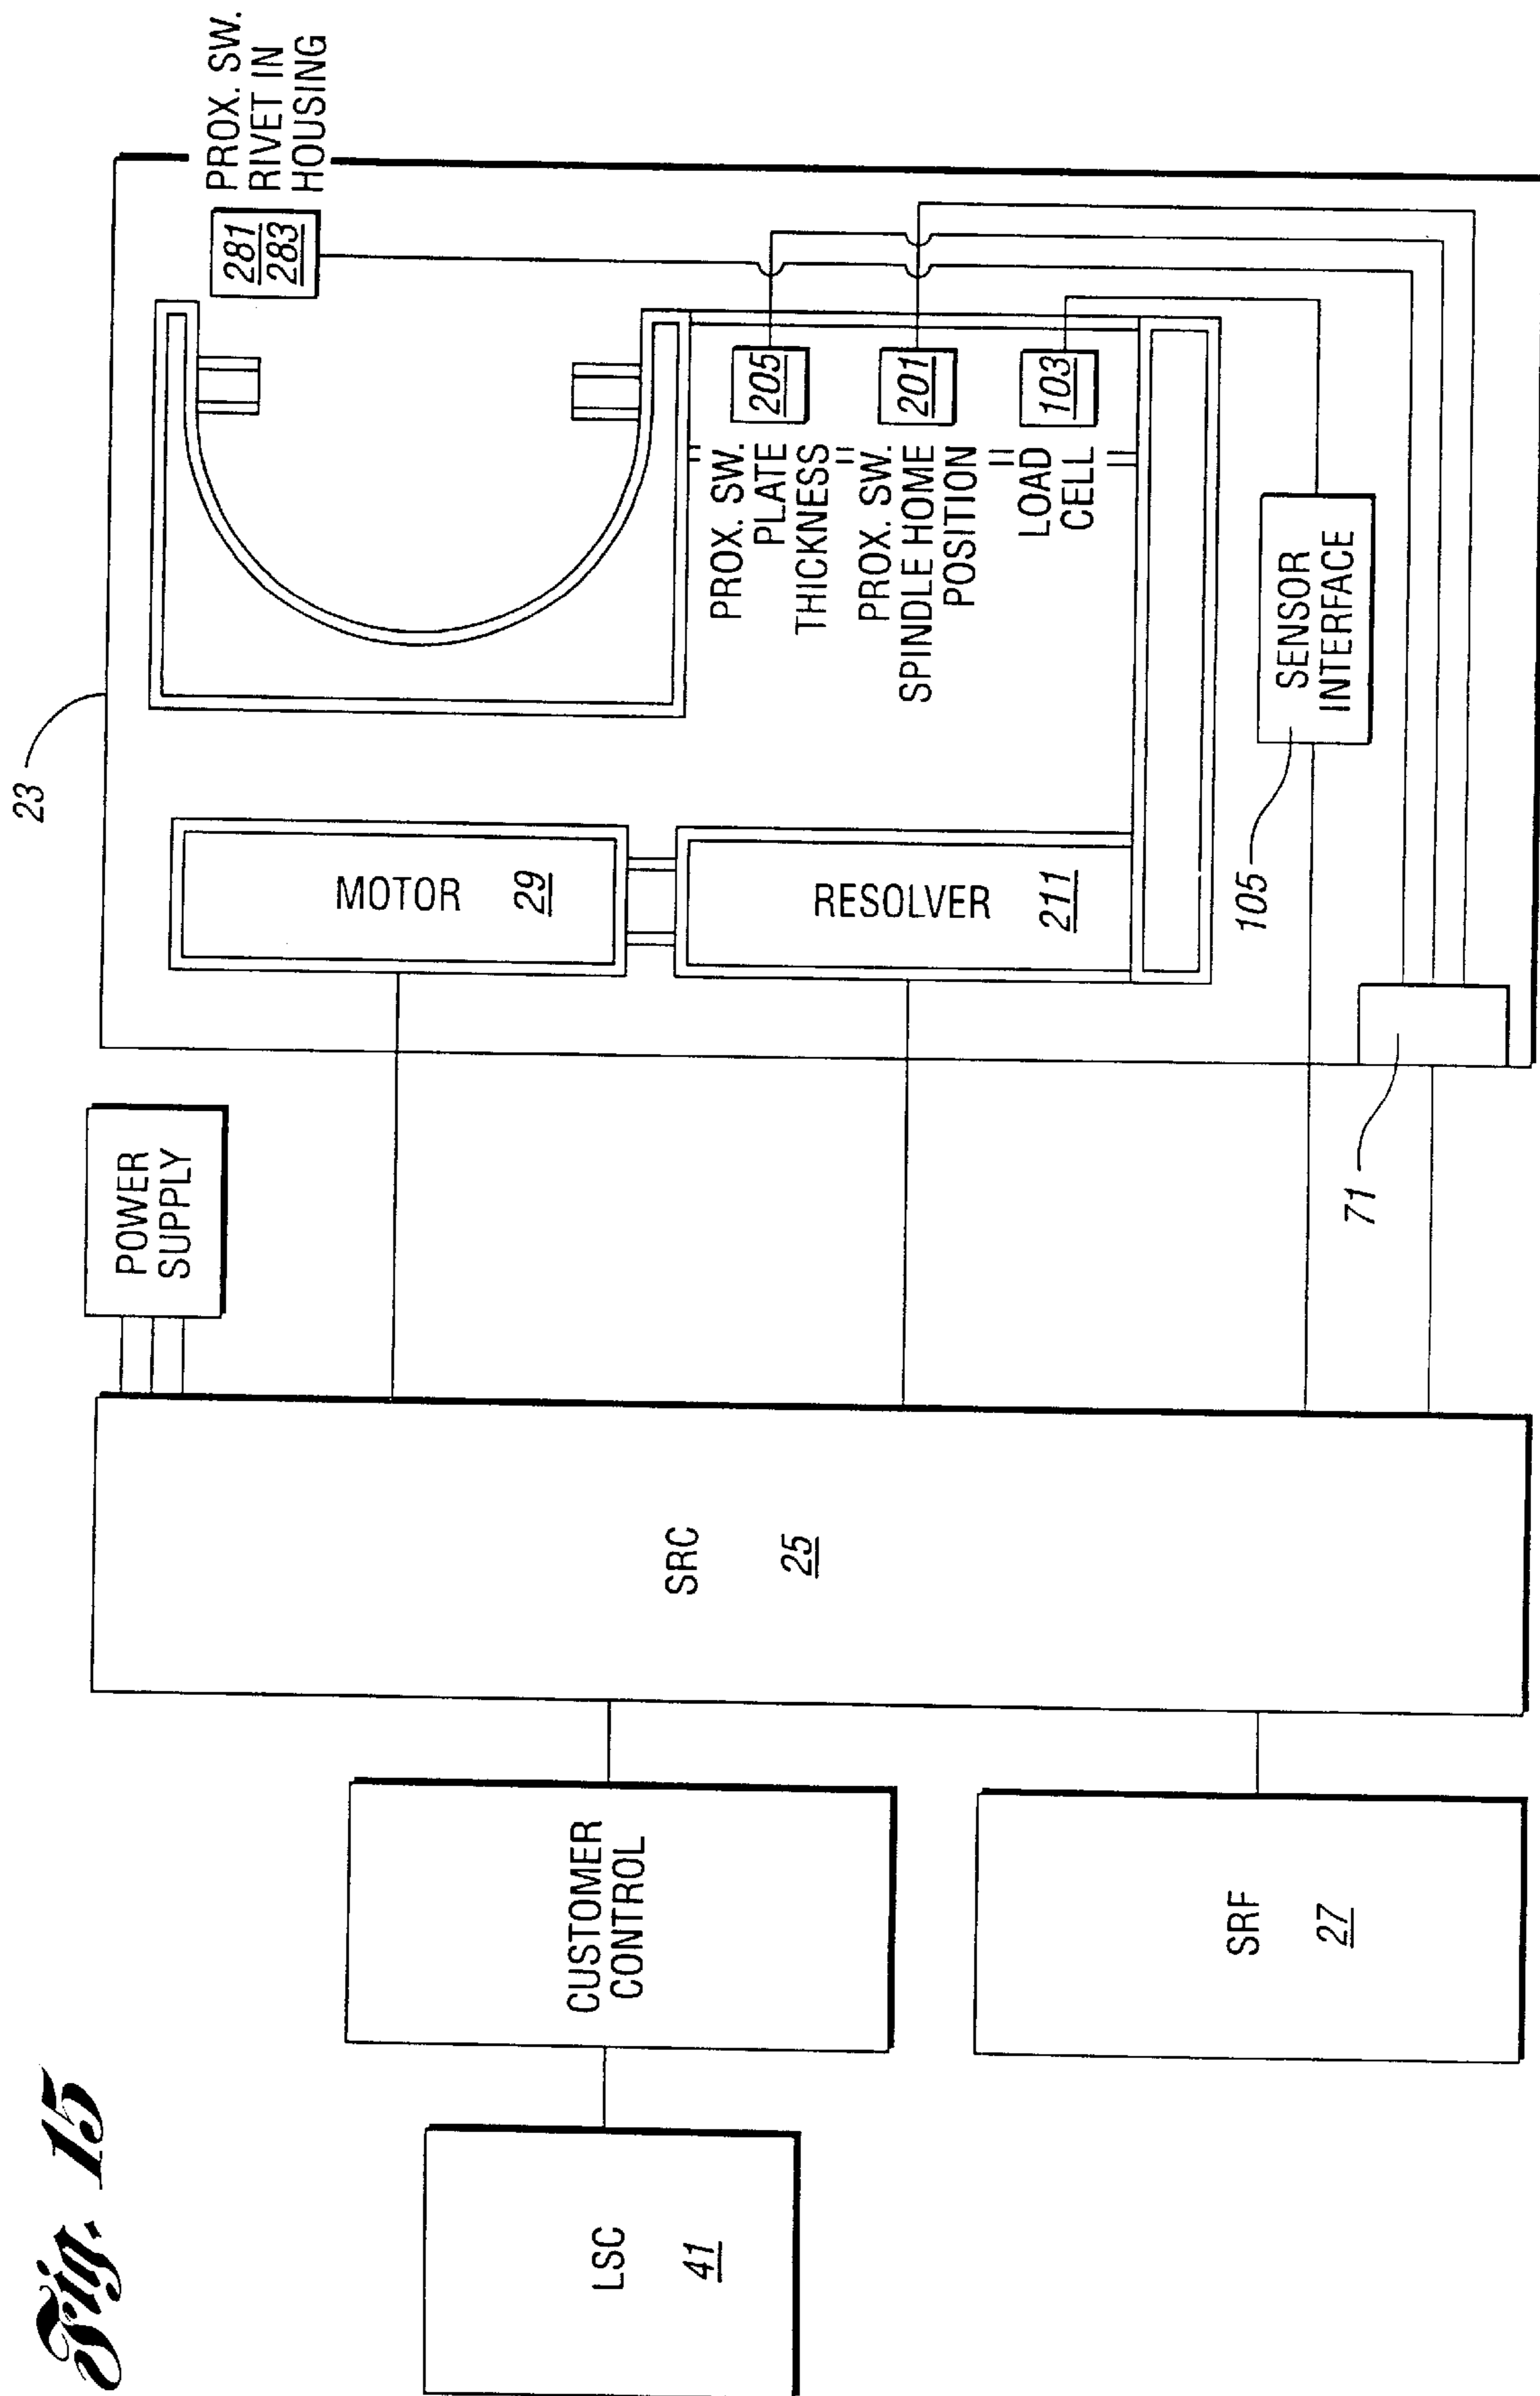 Fig. 15
LSC
41
CUSTOMER
CONTROL
SRF
27
SRC
25
POWER
SUPPLY
23
MOTOR 29
RESOLVER 211
PROX. SW.
RIVET IN
HOUSING
281
283
PROX. SW.
PLATE
THICKNESS
205
PROX. SW.
SPINDLE HOME
POSITION
201
LOAD
CELL
103
SENSOR
INTERFACE
105
71